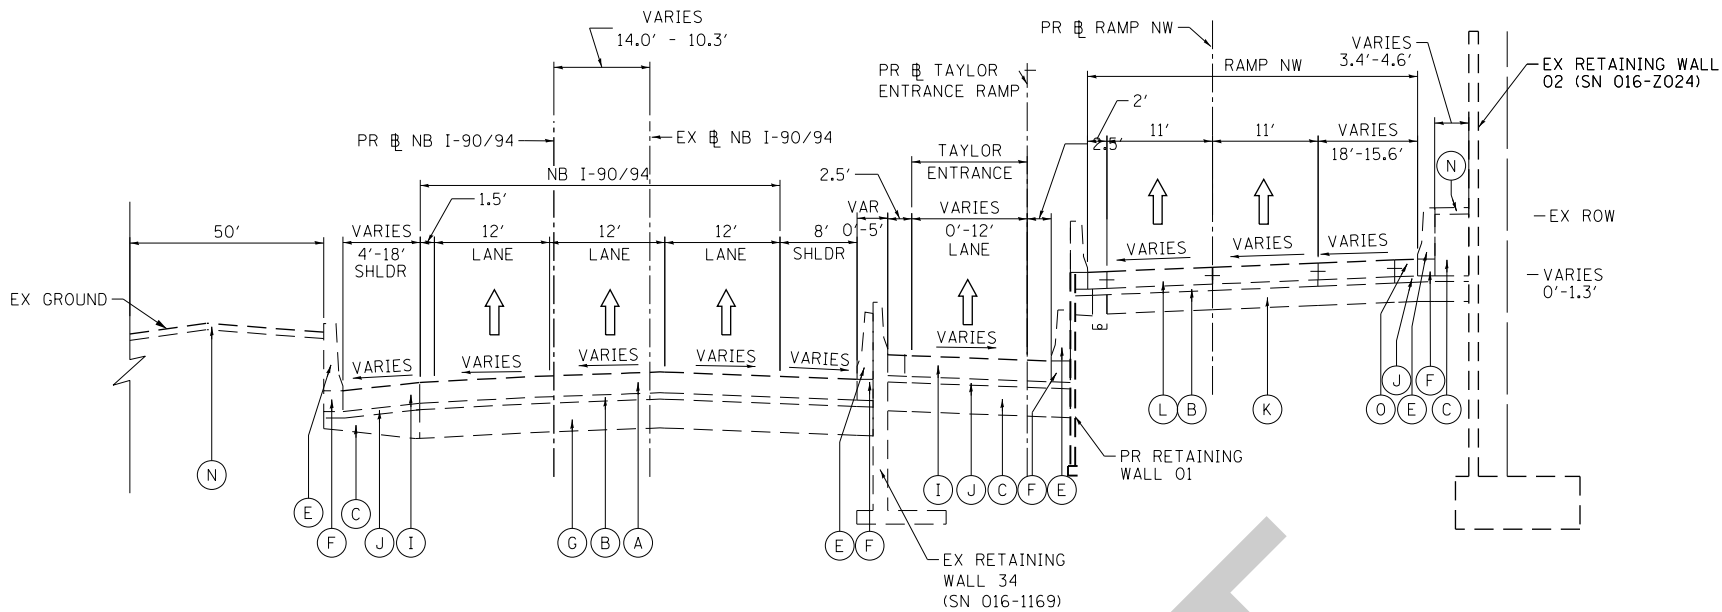 VARIES
14.0' - 10.3'
PR ℄ RAMP NW
VARIES
3.4'-4.6'
RAMP NW
EX RETAINING WALL
02 (SN 016-Z024)
PR ℄ TAYLOR
ENTRANCE RAMP
2'
PR ℄ NB I-90/94
EX ℄ NB I-90/94
11'
11'
VARIES
18'-15.6'
2.5'
TAYLOR
ENTRANCE
N
NB I-90/94
2.5'
1.5'
VAR
0'-5'
VARIES
0'-12'
LANE
EX ROW
50'
VARIES
4'-18'
SHLDR
12'
LANE
12'
LANE
12'
LANE
8'
SHLDR
VARIES
VARIES
VARIES
VARIES
0'-1.3'
EX GROUND
VARIES
VARIES
VARIES
VARIES
VARIES
VARIES
6
L
B
K
O
J
E
F
C
PR RETAINING
WALL 01
N
E
F
C
J
I
G
B
A
E
F
I
J
C
F
E
EX RETAINING
WALL 34
(SN 016-1169)